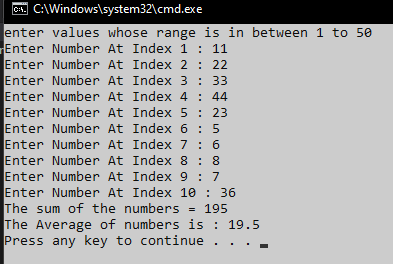 C:\Windows\system32\cmd.exe
enter values whose range is in between 1 to 50
Enter Number At Index 1 : 11
Enter Number At Index 2 : 22
Enter Number At Index 3 : 33
Enter Number At Index 4 : 44
Enter Number At Index 5 : 23
Enter Number At Index 6 : 5
Enter Number At Index 7 : 6
Enter Number At Index 8 : 8
Enter Number At Index 9 : 7
Enter Number At Index 10 : 36
The sum of the numbers = 195
The Average of numbers is : 19.5
Press any key to continue . . .